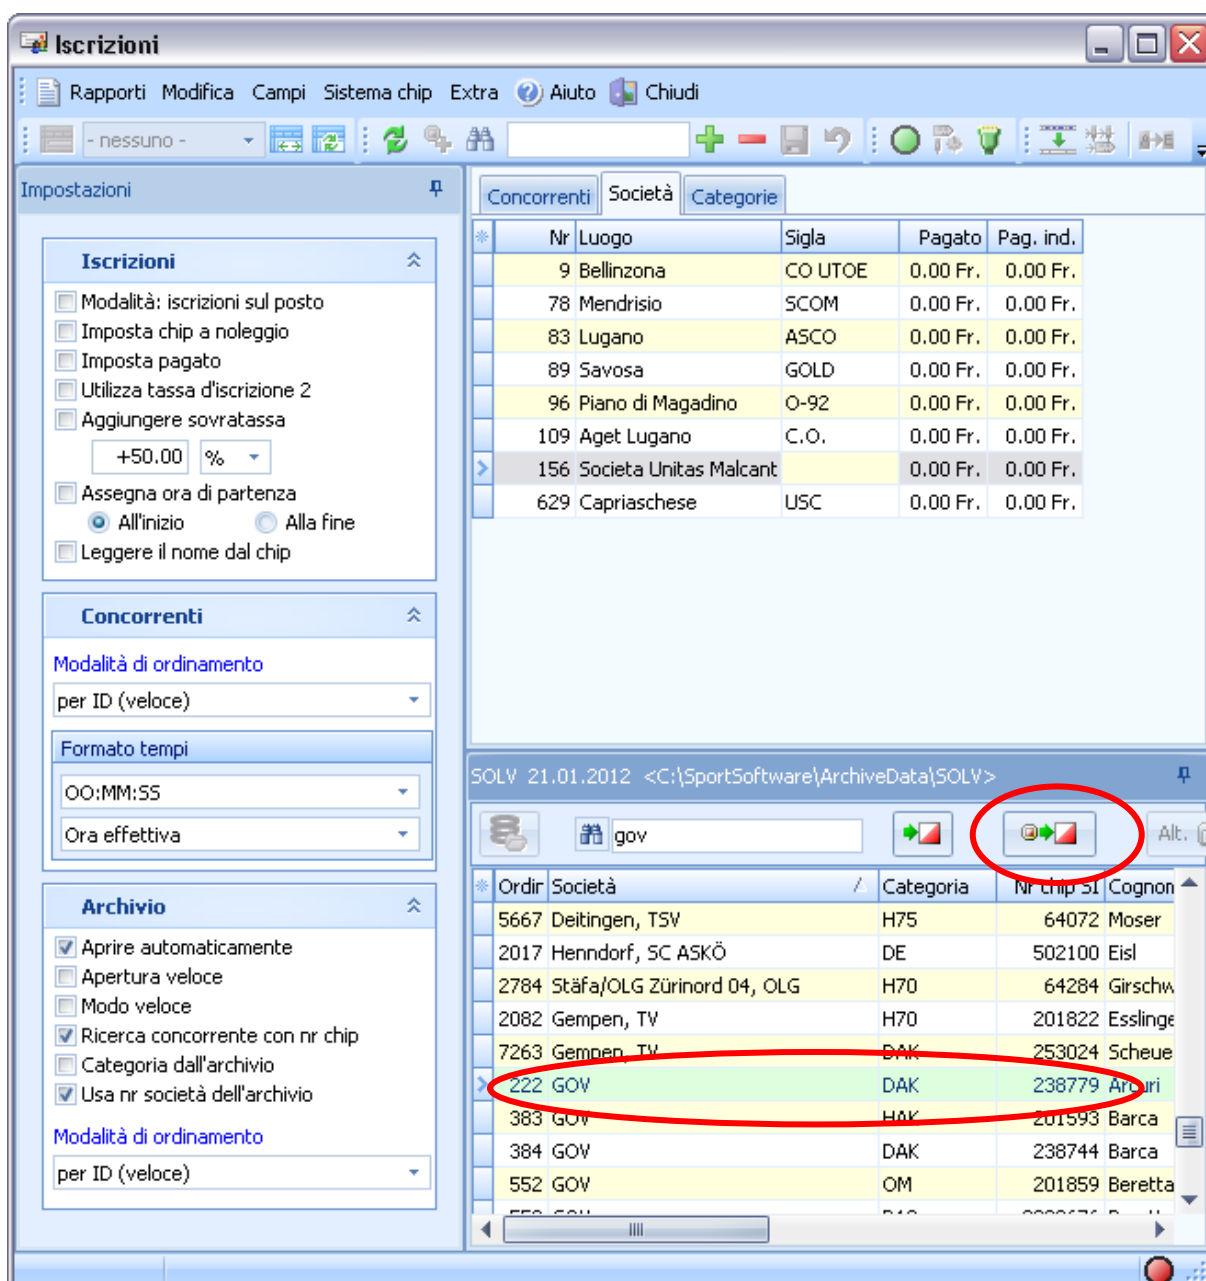 Iscrizioni
Rapporti Modifica Campi Sistema chip Extra Aiuto Chiudi
- nessuno -
Impostazioni
Iscrizioni
Modalità: iscrizioni sul posto
Imposta chip a noleggio
Imposta pagato
Utilizza tassa d'iscrizione 2
Aggiungere sovratassa
+50.00 %
Assegna ora di partenza
All'inizio Alla fine
Leggere il nome dal chip
Concorrenti
Modalità di ordinamento
per ID (veloce)
Formato tempi
OO:MM:SS
Ora effettiva
Archivio
Aprire automaticamente
Apertura veloce
Modo veloce
Ricerca concorrente con nr chip
Categoria dall'archivio
Usa nr società dell'archivio
Modalità di ordinamento
per ID (veloce)
Concorrenti Società Categorie
Nr Luogo Sigla Pagato Pag. ind.
9 Bellinzona CO UTOE 0.00 Fr. 0.00 Fr.
78 Mendrisio SCOM 0.00 Fr. 0.00 Fr.
83 Lugano ASCO 0.00 Fr. 0.00 Fr.
89 Savosa GOLD 0.00 Fr. 0.00 Fr.
96 Piano di Magadino O-92 0.00 Fr. 0.00 Fr.
109 Aget Lugano C.O. 0.00 Fr. 0.00 Fr.
156 Societa Unitas Malcant 0.00 Fr. 0.00 Fr.
629 Capriaschese USC 0.00 Fr. 0.00 Fr.
SOLV 21.01.2012 <C:\SportSoftware\ArchiveData\SOLV>
gov Alt.
Ordir Società Categoria Nr chip SI Cognon
5667 Deitingen, TSV H75 64072 Moser
2017 Henndorf, SC ASKÖ DE 502100 Eisl
2784 Stäfa/OLG Zürinord 04, OLG H70 64284 Girschw
2082 Gempen, TV H70 201822 Esslinge
7263 Gempen, TV DAK 253024 Scheue
222 GOV DAK 238779 Arcuri
383 GOV HAK 201593 Barca
384 GOV DAK 238744 Barca
552 GOV OM 201859 Beretta